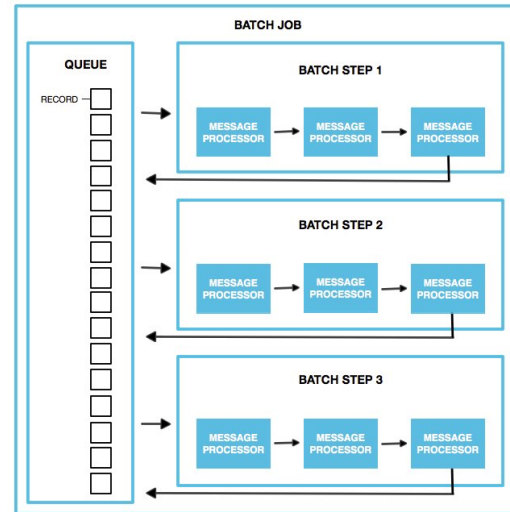 BATCH JOB
QUEUE
RECORD
BATCH STEP 1
MESSAGE
PROCESSOR
MESSAGE
PROCESSOR
MESSAGE
PROCESSOR
BATCH STEP 2
MESSAGE
PROCESSOR
MESSAGE
PROCESSOR
MESSAGE
PROCESSOR
BATCH STEP 3
MESSAGE
PROCESSOR
MESSAGE
PROCESSOR
MESSAGE
PROCESSOR